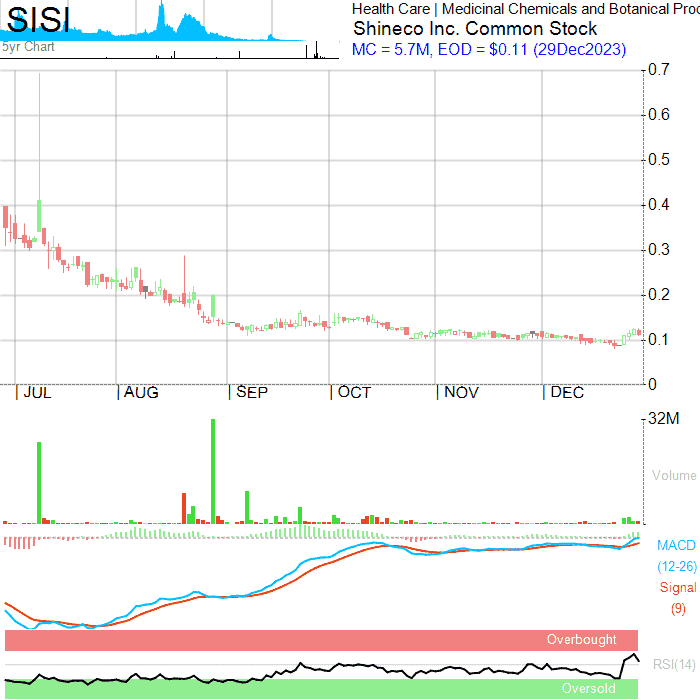 SISI
5yr Chart
Health Care | Medicinal Chemicals and Botanical Proc
Shineco Inc. Common Stock
MC = 5.7M, EOD = $0.11 (29Dec2023)
0.7
0.6
0.5
0.4
0.3
0.2
0.1
0
| JUL | AUG | SEP | OCT | NOV | DEC
32M
Volume
MACD
(12-26)
Signal
(9)
Overbought
RSI(14)
Oversold